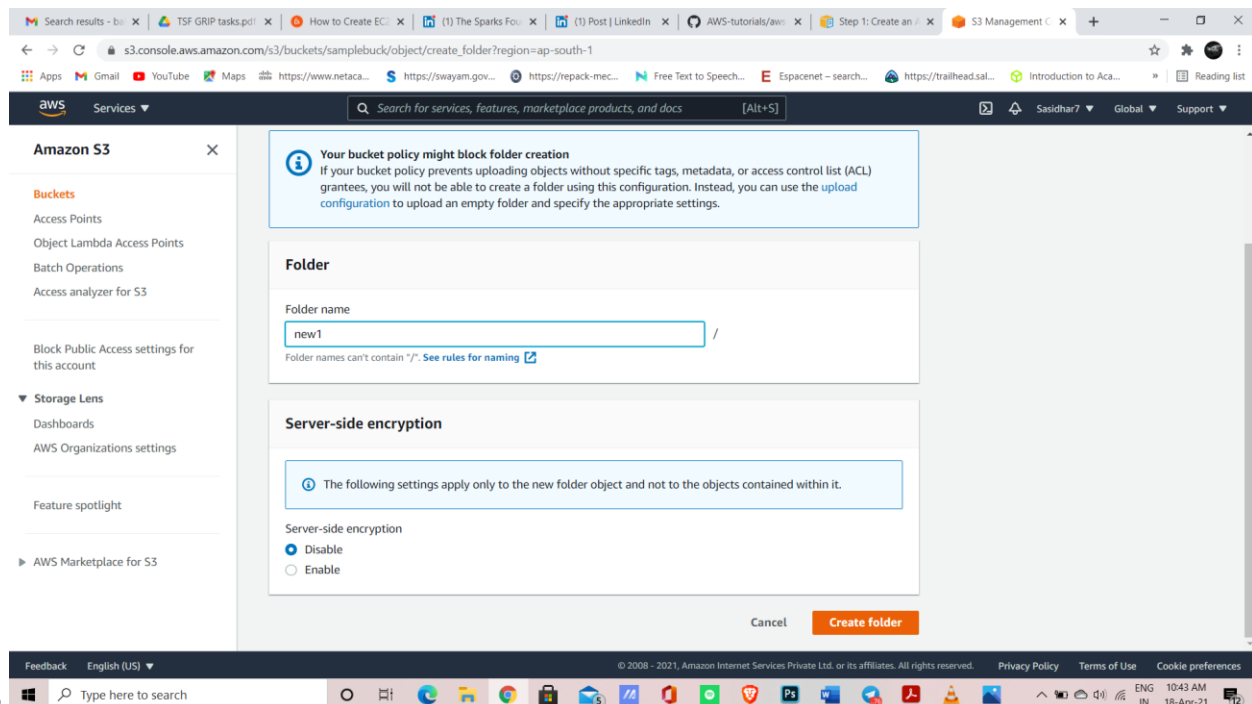 Search results - ba
TSF GRIP tasks.pdf
How to Create EC2
(1) The Sparks Fou
(1) Post | LinkedIn
AWS-tutorials/aws
Step 1: Create an A
S3 Management C
s3.console.aws.amazon.com/s3/buckets/samplebuck/object/create_folder?region=ap-south-1
Apps
Gmail
YouTube
Maps
https://www.netaca...
https://swayam.gov...
https://repack-mec...
Free Text to Speech...
Espacenet – search...
https://trailhead.sal...
Introduction to Aca...
»
Reading list
aws
Services ▼
Search for services, features, marketplace products, and docs
[Alt+S]
Sasidhar7 ▼
Global ▼
Support ▼
Amazon S3
Buckets
Access Points
Object Lambda Access Points
Batch Operations
Access analyzer for S3
Block Public Access settings for
this account
Storage Lens
Dashboards
AWS Organizations settings
Feature spotlight
AWS Marketplace for S3
Your bucket policy might block folder creation
If your bucket policy prevents uploading objects without specific tags, metadata, or access control list (ACL)
grantees, you will not be able to create a folder using this configuration. Instead, you can use the upload
configuration to upload an empty folder and specify the appropriate settings.
Folder
Folder name
new1
/
Folder names can't contain "/". See rules for naming
Server-side encryption
The following settings apply only to the new folder object and not to the objects contained within it.
Server-side encryption
Disable
Enable
Cancel
Create folder
Feedback
English (US) ▼
© 2008 - 2021, Amazon Internet Services Private Ltd. or its affiliates. All rights reserved.
Privacy Policy
Terms of Use
Cookie preferences
Type here to search
Ps
ENG
IN
10:43 AM
18-Apr-21
12